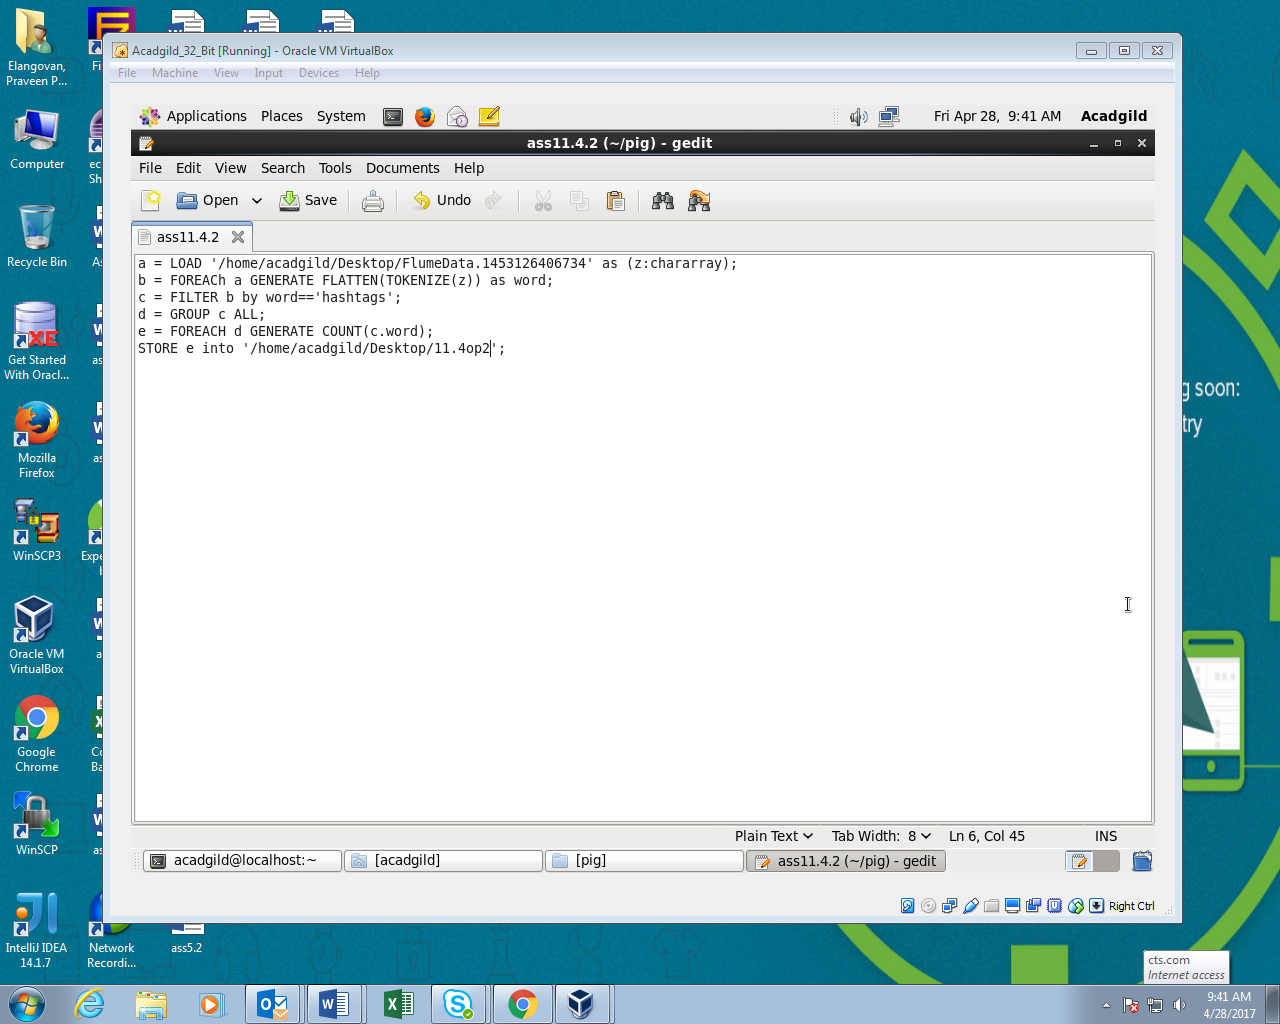 Acadgild_32_Bit [Running] - Oracle VM VirtualBox
File Machine View Input Devices Help
Applications Places System
Fri Apr 28, 9:41 AM Acadgild
ass11.4.2 (~/pig) - gedit
File Edit View Search Tools Documents Help
Open Save Undo
ass11.4.2
a = LOAD '/home/acadgild/Desktop/FlumeData.1453126406734' as (z:chararray);
b = FOREACh a GENERATE FLATTEN(TOKENIZE(z)) as word;
c = FILTER b by word=='hashtags';
d = GROUP c ALL;
e = FOREACH d GENERATE COUNT(c.word);
STORE e into '/home/acadgild/Desktop/11.4op2';
Plain Text Tab Width: 8 Ln 6, Col 45 INS
acadgild@localhost:~ [acadgild] [pig] ass11.4.2 (~/pig) - gedit
Right Ctrl
Elangovan,
Praveen P...
Computer
Recycle Bin
Get Started
With Oracl...
Mozilla
Firefox
WinSCP3
Oracle VM
VirtualBox
Google
Chrome
WinSCP
IntelliJ IDEA
14.1.7
Network
Recordi...
ass5.2
soon:
cts.com
Internet access
9:41 AM
4/28/2017